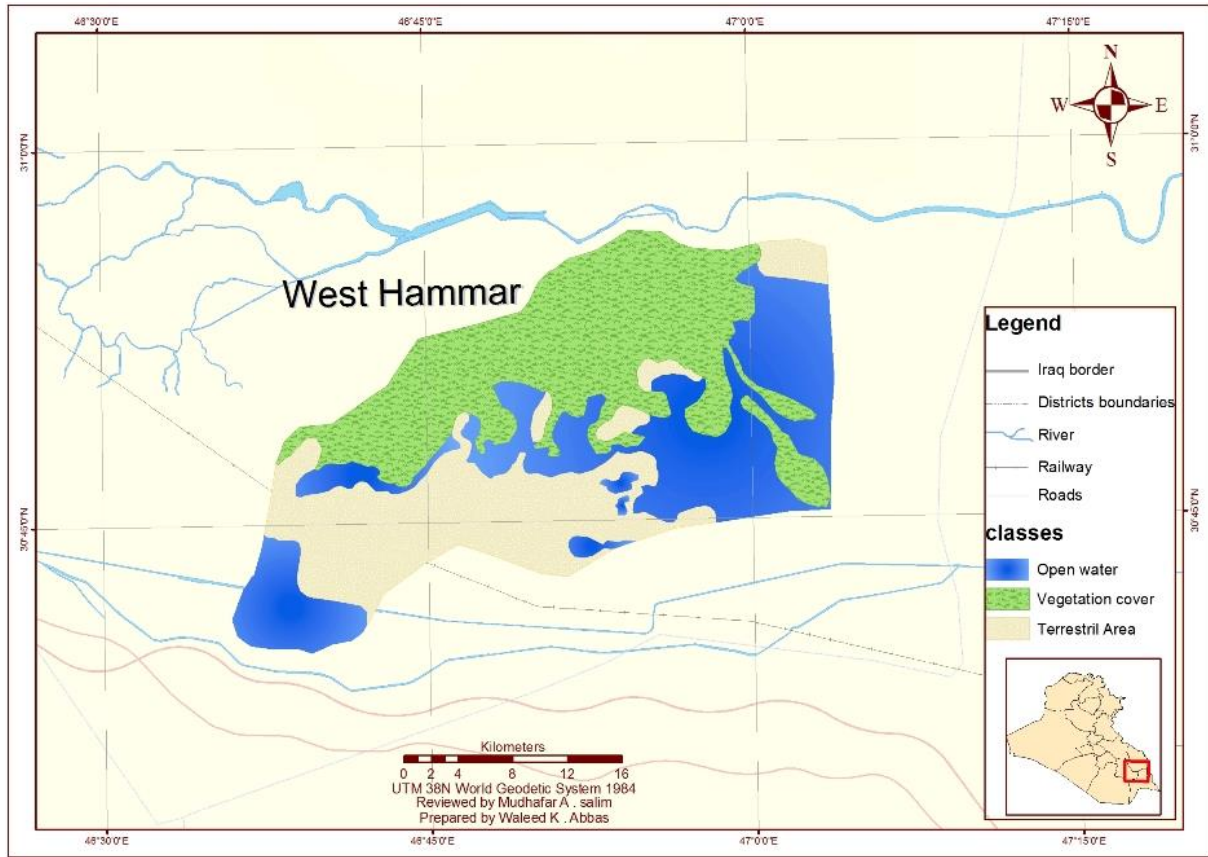 46°30'0"E 46°45'0"E 47°0'0"E 47°15'0"E
N
W E
S
31°0'0"N 31°0'0"N
West Hammar
Legend
Iraq border
Districts boundaries
River
Railway
Roads
30°45'0"N 30°45'0"N
classes
Open water
Vegetation cover
Terrestril Area
Kilometers
0 2 4 8 12 16
UTM 38N World Geodetic System 1984
Reviewed by Mudhafar A . salim
Prepared by Waleed K . Abbas
46°30'0"E 46°45'0"E 47°0'0"E 47°15'0"E